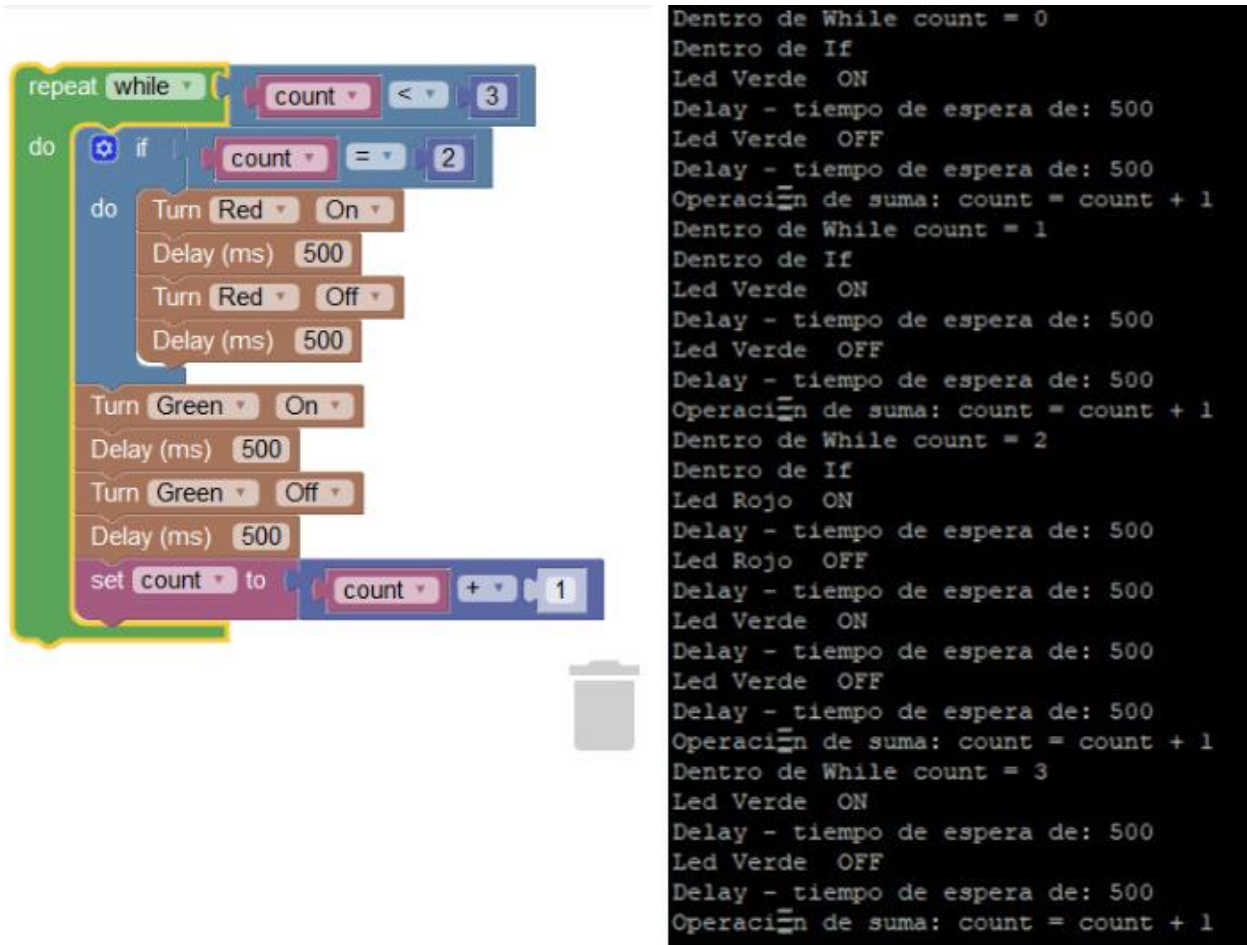 repeat while count < 3
do if count = 2
do Turn Red On
Delay (ms) 500
Turn Red Off
Delay (ms) 500
Turn Green On
Delay (ms) 500
Turn Green Off
Delay (ms) 500
set count to count + 1
Dentro de While count = 0
Dentro de If
Led Verde ON
Delay - tiempo de espera de: 500
Led Verde OFF
Delay - tiempo de espera de: 500
Operaci␦n de suma: count = count + 1
Dentro de While count = 1
Dentro de If
Led Verde ON
Delay - tiempo de espera de: 500
Led Verde OFF
Delay - tiempo de espera de: 500
Operaci␦n de suma: count = count + 1
Dentro de While count = 2
Dentro de If
Led Rojo ON
Delay - tiempo de espera de: 500
Led Rojo OFF
Delay - tiempo de espera de: 500
Led Verde ON
Delay - tiempo de espera de: 500
Led Verde OFF
Delay - tiempo de espera de: 500
Operaci␦n de suma: count = count + 1
Dentro de While count = 3
Led Verde ON
Delay - tiempo de espera de: 500
Led Verde OFF
Delay - tiempo de espera de: 500
Operaci␦n de suma: count = count + 1